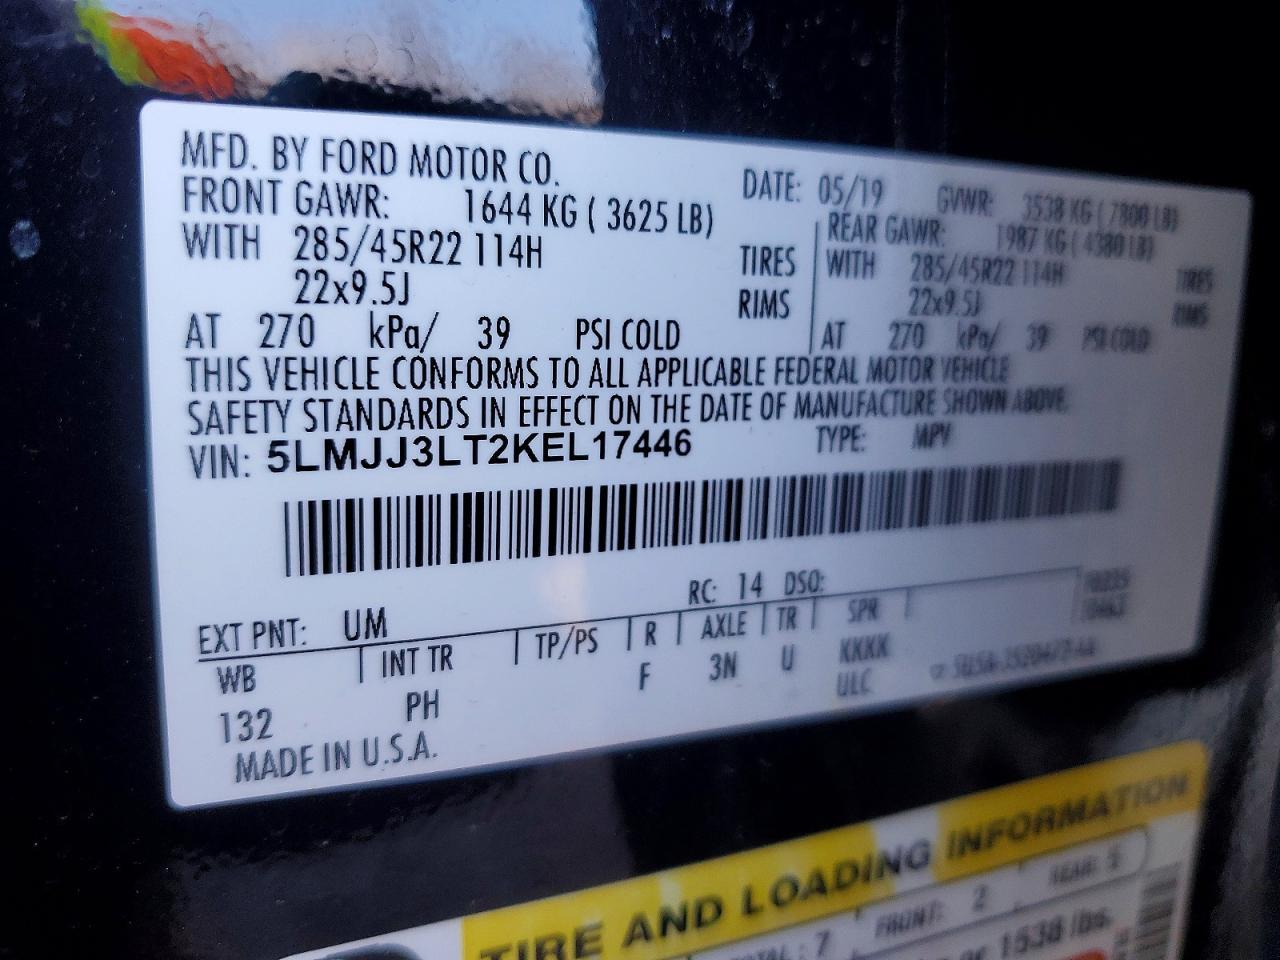 MFD. BY FORD MOTOR CO.
DATE: 05/19 GVWR: 3538 KG ( 7800 LB)
FRONT GAWR: 1644 KG ( 3625 LB) REAR GAWR: 1987 KG ( 4380 LB)
WITH 285/45R22 114H TIRES WITH 285/45R22 114H TIRES
22x9.5J RIMS 22x9.5J RIMS
AT 270 kPa/ 39 PSI COLD AT 270 kPa/ 39 PSI COLD
THIS VEHICLE CONFORMS TO ALL APPLICABLE FEDERAL MOTOR VEHICLE
SAFETY STANDARDS IN EFFECT ON THE DATE OF MANUFACTURE SHOWN ABOVE.
VIN: 5LMJJ3LT2KEL17446 TYPE: MPV
EXT PNT: UM RC: 14 DSO:
WB INT TR TP/PS R AXLE TR SPR
132 PH F 3N U KKKK
ULC
MADE IN U.S.A.
TIRE AND LOADING INFORMATION
TOTAL : 7 FRONT: 2 REAR: 5
OR 1538 lbs.